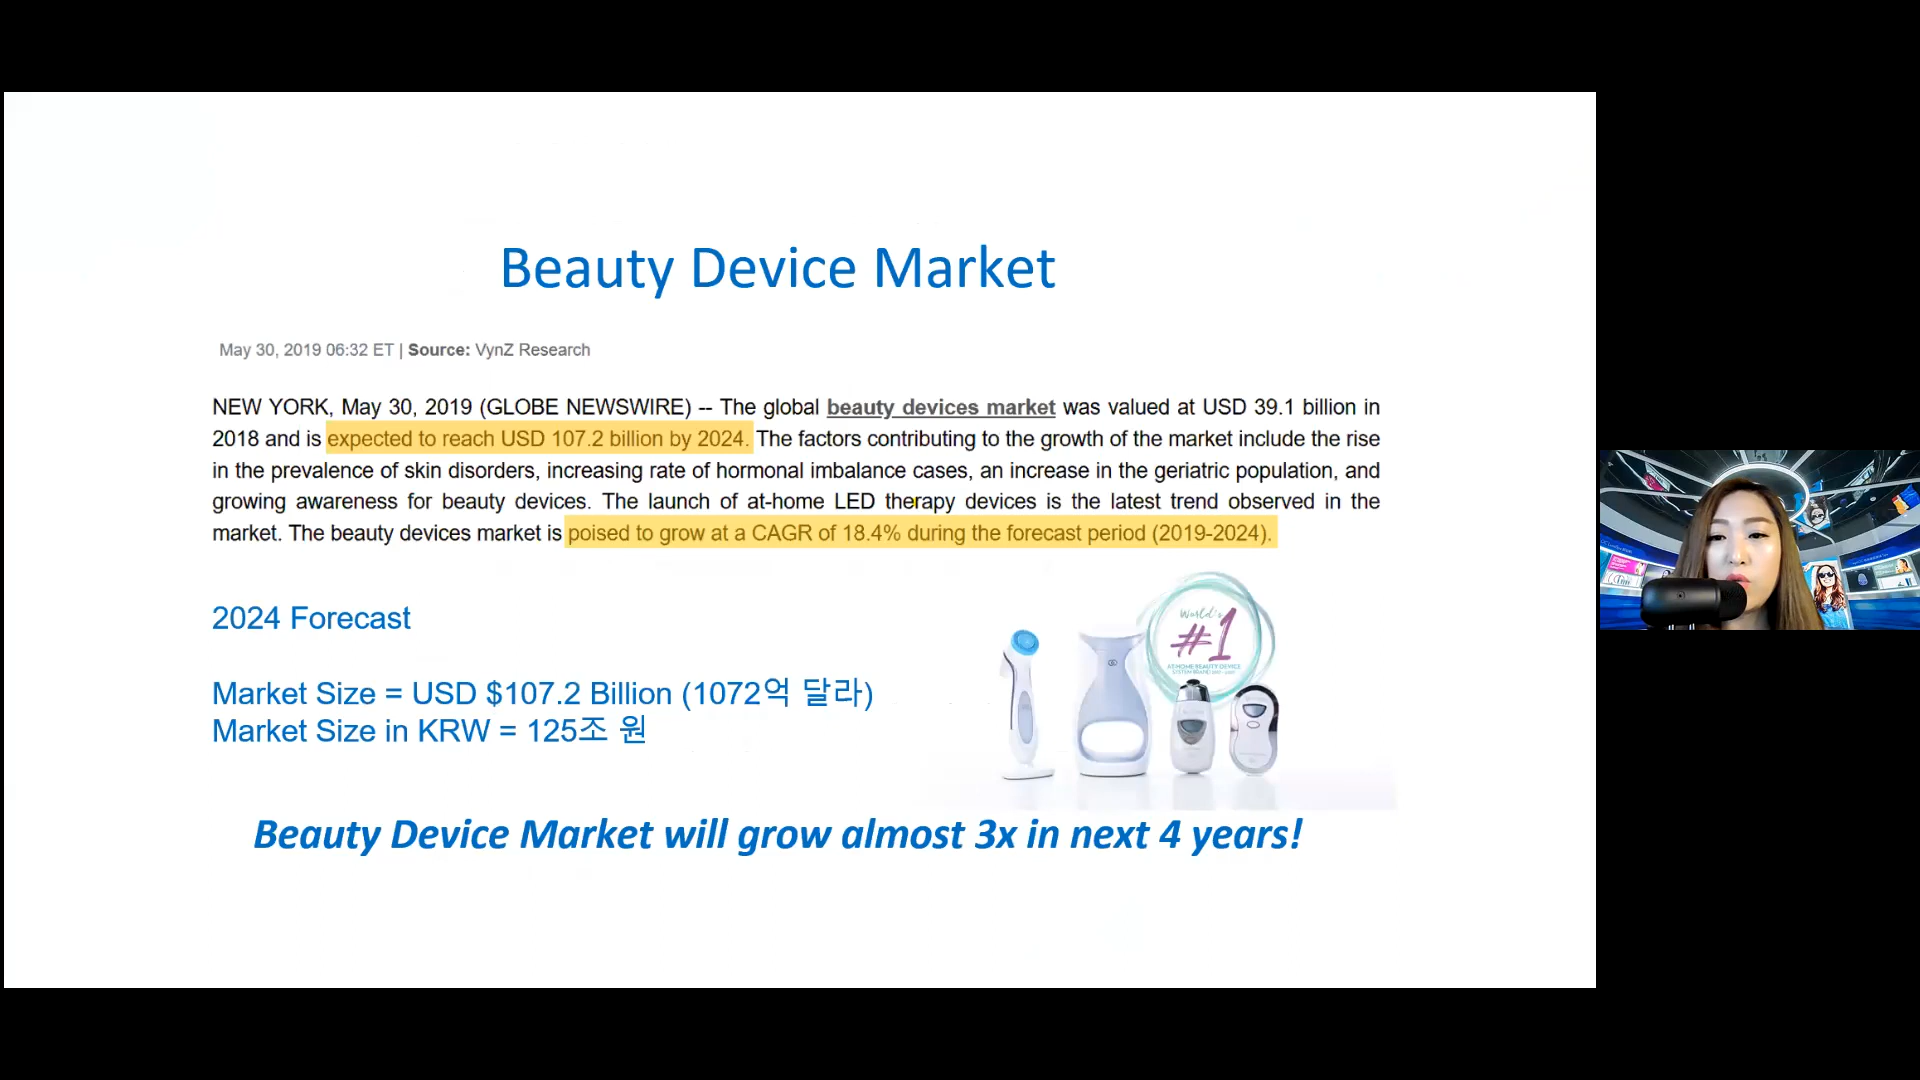 Beauty Device Market
May 30, 2019 06:32 ET | Source: VynZ Research
NEW YORK, May 30, 2019 (GLOBE NEWSWIRE) -- The global beauty devices market was valued at USD 39.1 billion in
2018 and is expected to reach USD 107.2 billion by 2024. The factors contributing to the growth of the market include the rise
in the prevalence of skin disorders, increasing rate of hormonal imbalance cases, an increase in the geriatric population, and
growing awareness for beauty devices. The launch of at-home LED therapy devices is the latest trend observed in the
market. The beauty devices market is poised to grow at a CAGR of 18.4% during the forecast period (2019-2024).
2024 Forecast
World's
#1
AT-HOME BEAUTY DEVICE
SYSTEM BRAND
Market Size = USD $107.2 Billion (1072억 달라)
Market Size in KRW = 125조 원
Beauty Device Market will grow almost 3x in next 4 years!